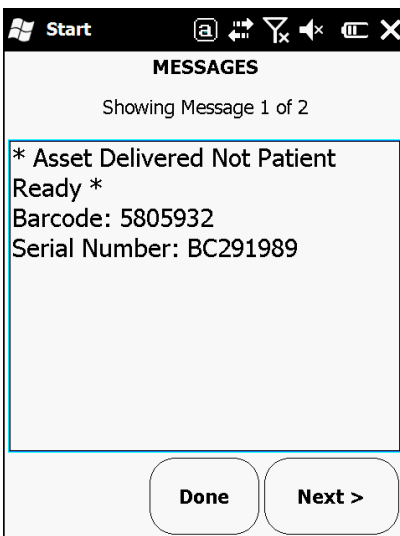 Start
MESSAGES
Showing Message 1 of 2
* Asset Delivered Not Patient
Ready *
Barcode: 5805932
Serial Number: BC291989
Done
Next >